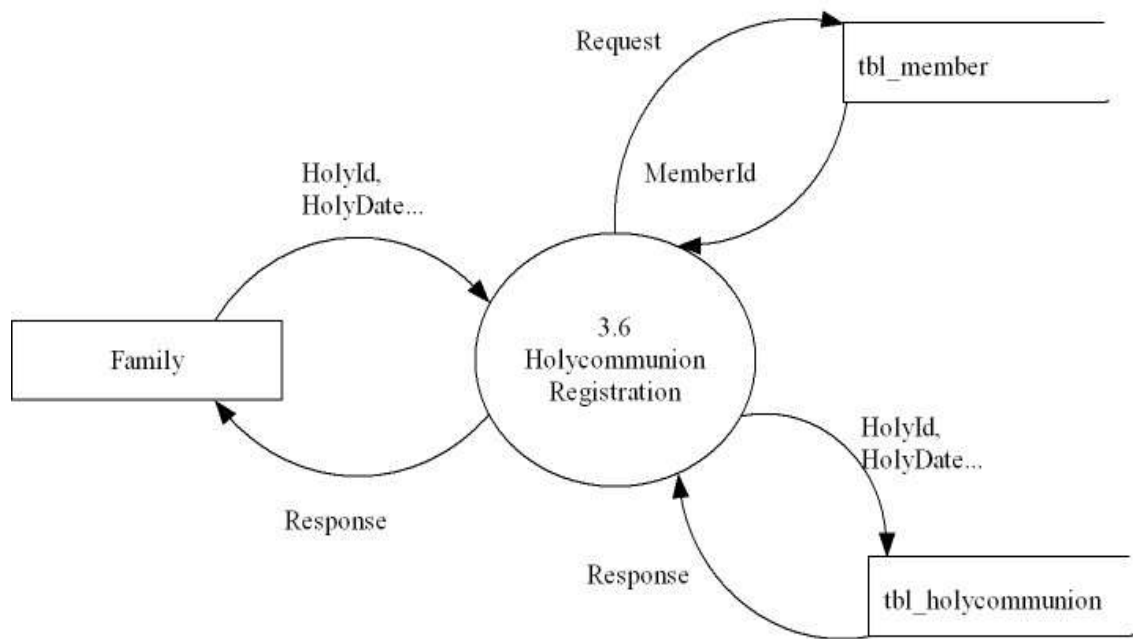 Request
tbl_member
MemberId
HolyId,
HolyDate...
Family
3.6
Holycommunion
Registration
HolyId,
HolyDate...
Response
Response
tbl_holycommunion